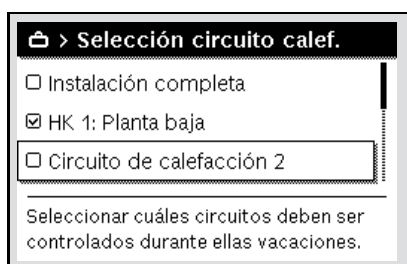 > Selección circuito calef.
Instalación completa
HK 1: Planta baja
Circuito de calefacción 2
Seleccionar cuáles circuitos deben ser
controlados durante ellas vacaciones.